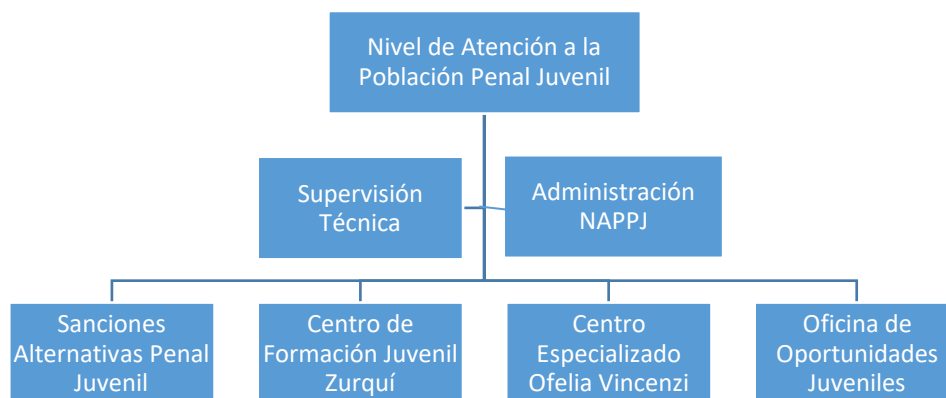 Nivel de Atención a la
Población Penal Juvenil
Supervisión
Técnica
Administración
NAPPJ
Sanciones
Alternativas Penal
Juvenil
Centro de
Formación Juvenil
Zurquí
Centro
Especializado
Ofelia Vincenzi
Oficina de
Oportunidades
Juveniles